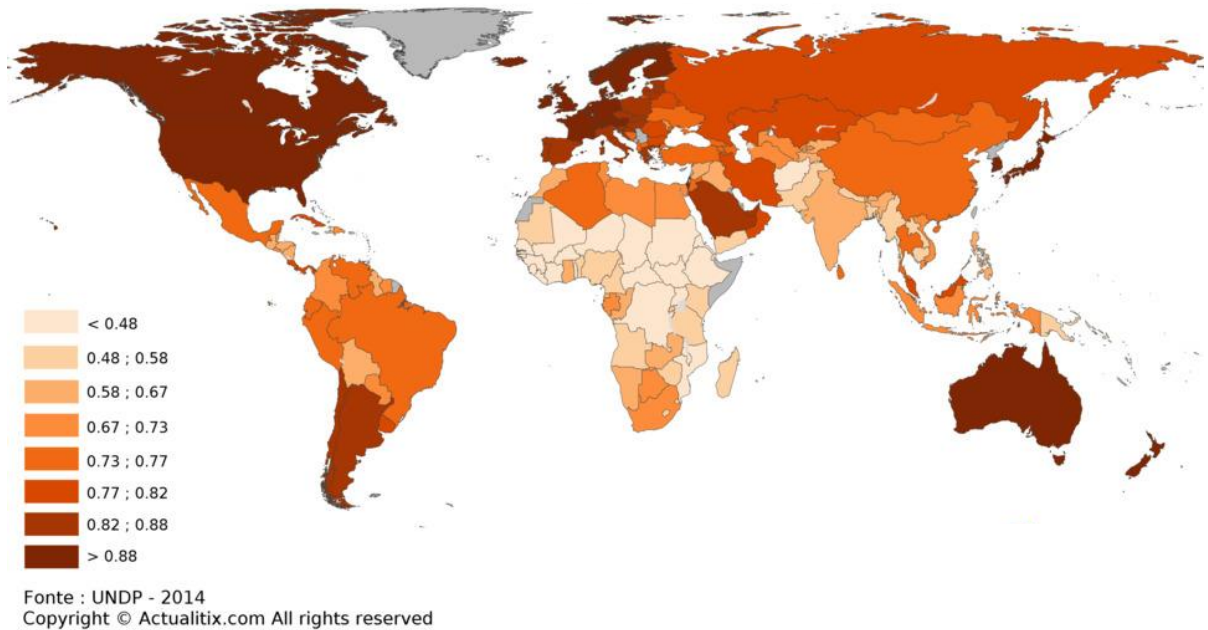 < 0.48
0.48 ; 0.58
0.58 ; 0.67
0.67 ; 0.73
0.73 ; 0.77
0.77 ; 0.82
0.82 ; 0.88
> 0.88
Fonte : UNDP - 2014
Copyright © Actualitix.com All rights reserved